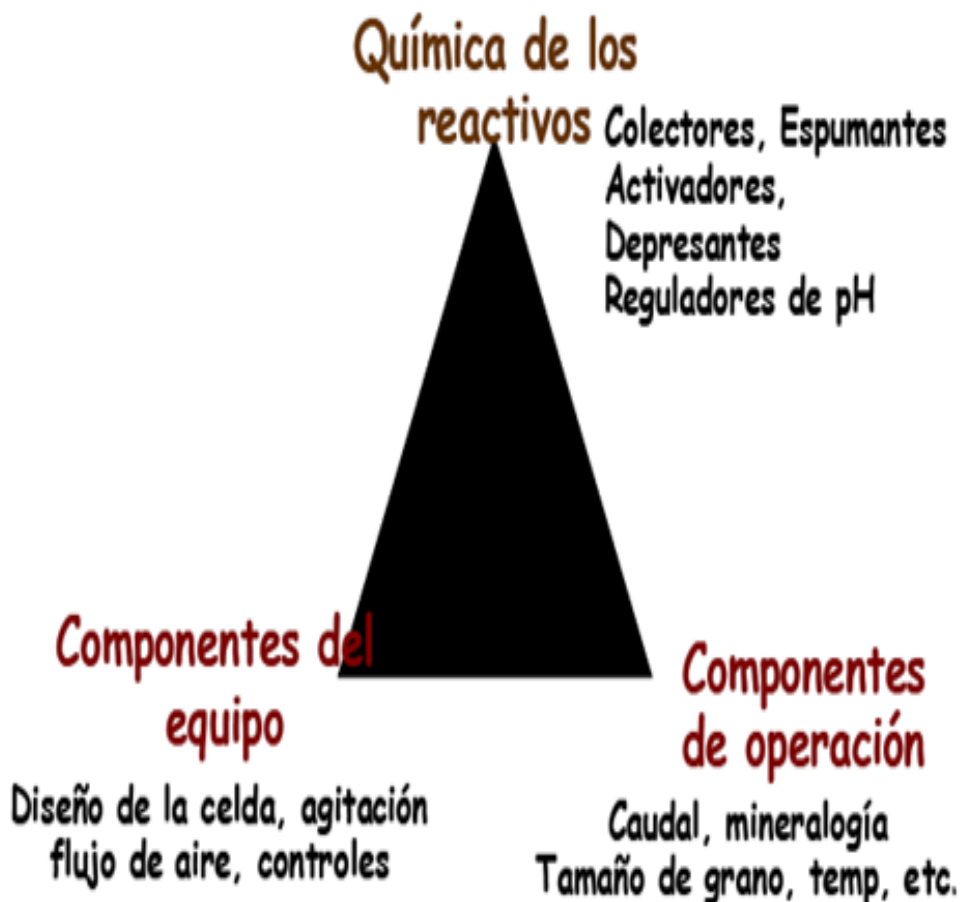 Química de los
reactivos
Colectores, Espumantes
Activadores,
Depresantes
Reguladores de pH
Componentes del
equipo
Diseño de la celda, agitación
flujo de aire, controles
Componentes
de operación
Caudal, mineralogía
Tamaño de grano, temp, etc.